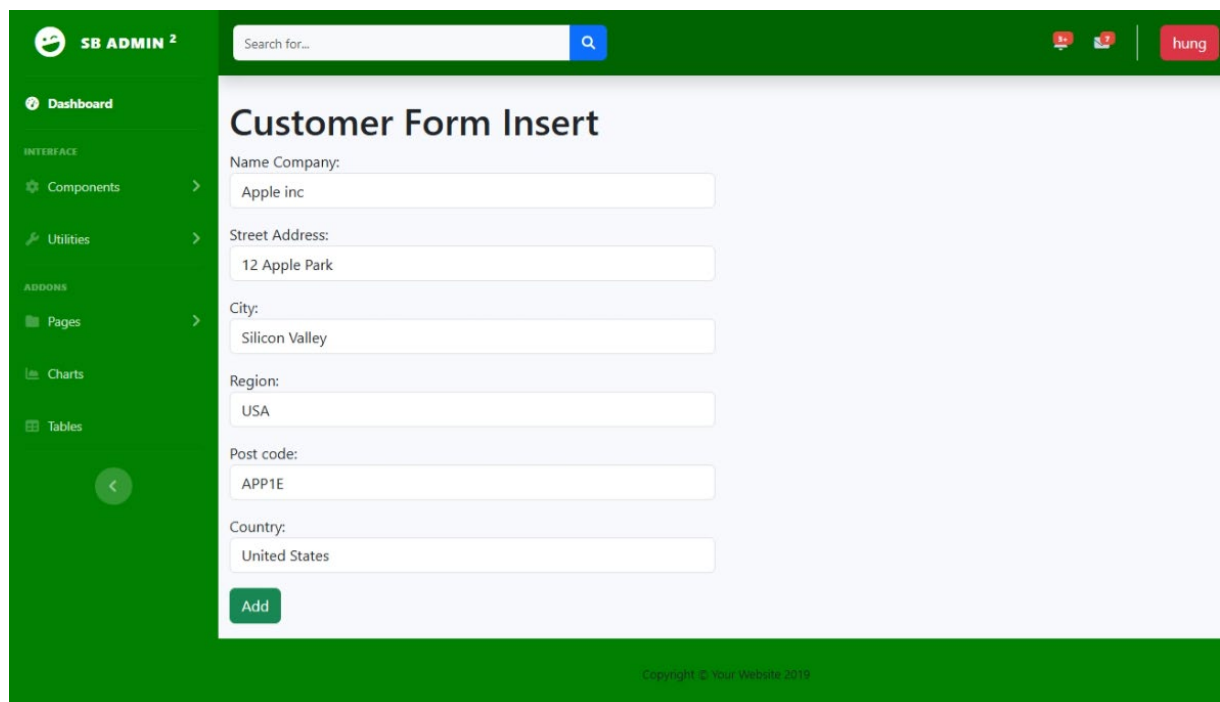 SB ADMIN 2
Search for...
3+
7
hung
Dashboard
INTERFACE
Components
Utilities
ADDONS
Pages
Charts
Tables
Customer Form Insert
Name Company:
Apple inc
Street Address:
12 Apple Park
City:
Silicon Valley
Region:
USA
Post code:
APP1E
Country:
United States
Add
Copyright © Your Website 2019